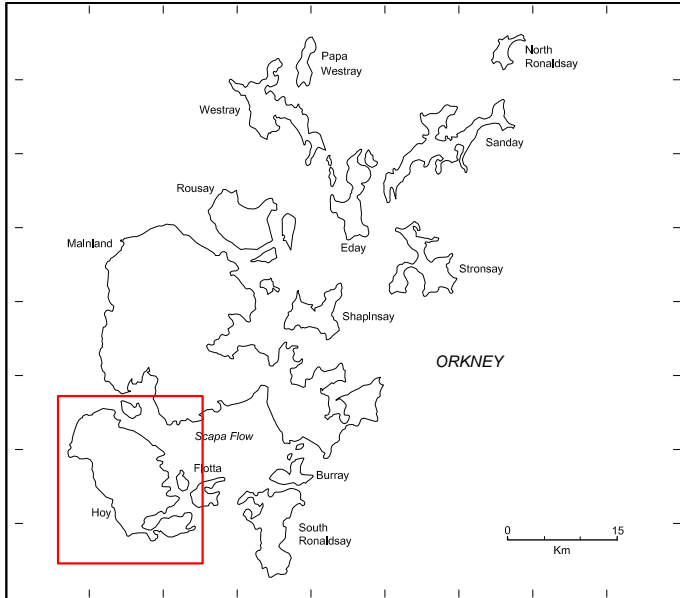 Papa
Westray
North
Ronaldsay
Westray
Sanday
Rousay
Mainland
Eday
Stronsay
ShapInsay
ORKNEY
Scapa Flow
Flotta
Burray
Hoy
South
Ronaldsay
0 15
Km